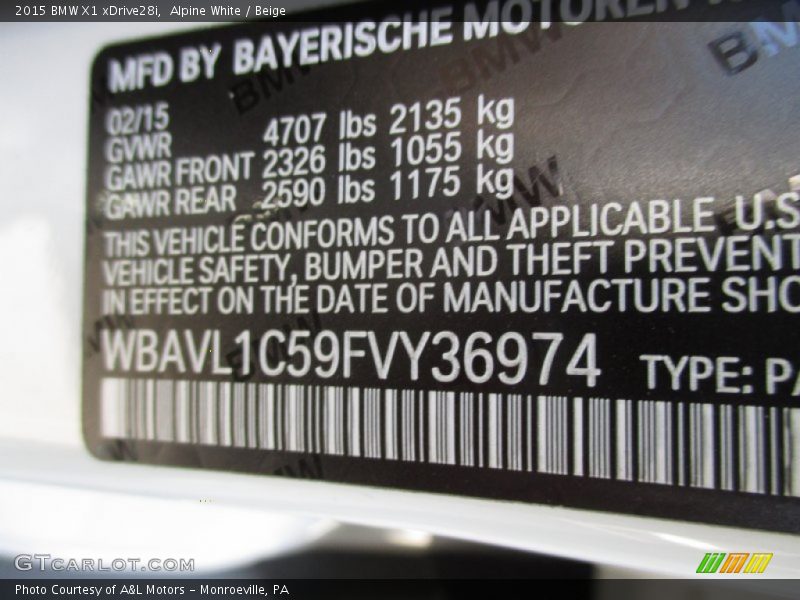 2015 BMW X1 xDrive28i,  Alpine White / Beige
MFD BY BAYERISCHE MOTOREN
02/15
GVWR 4707 lbs 2135 kg
GAWR FRONT 2326 lbs 1055 kg
GAWR REAR 2590 lbs 1175 kg
THIS VEHICLE CONFORMS TO ALL APPLICABLE U.S
VEHICLE SAFETY, BUMPER AND THEFT PREVENT
IN EFFECT ON THE DATE OF MANUFACTURE SHO
WBAVL1C59FVY36974 TYPE: PA
GTcarlot.com
Photo Courtesy of A&L Motors – Monroeville, PA